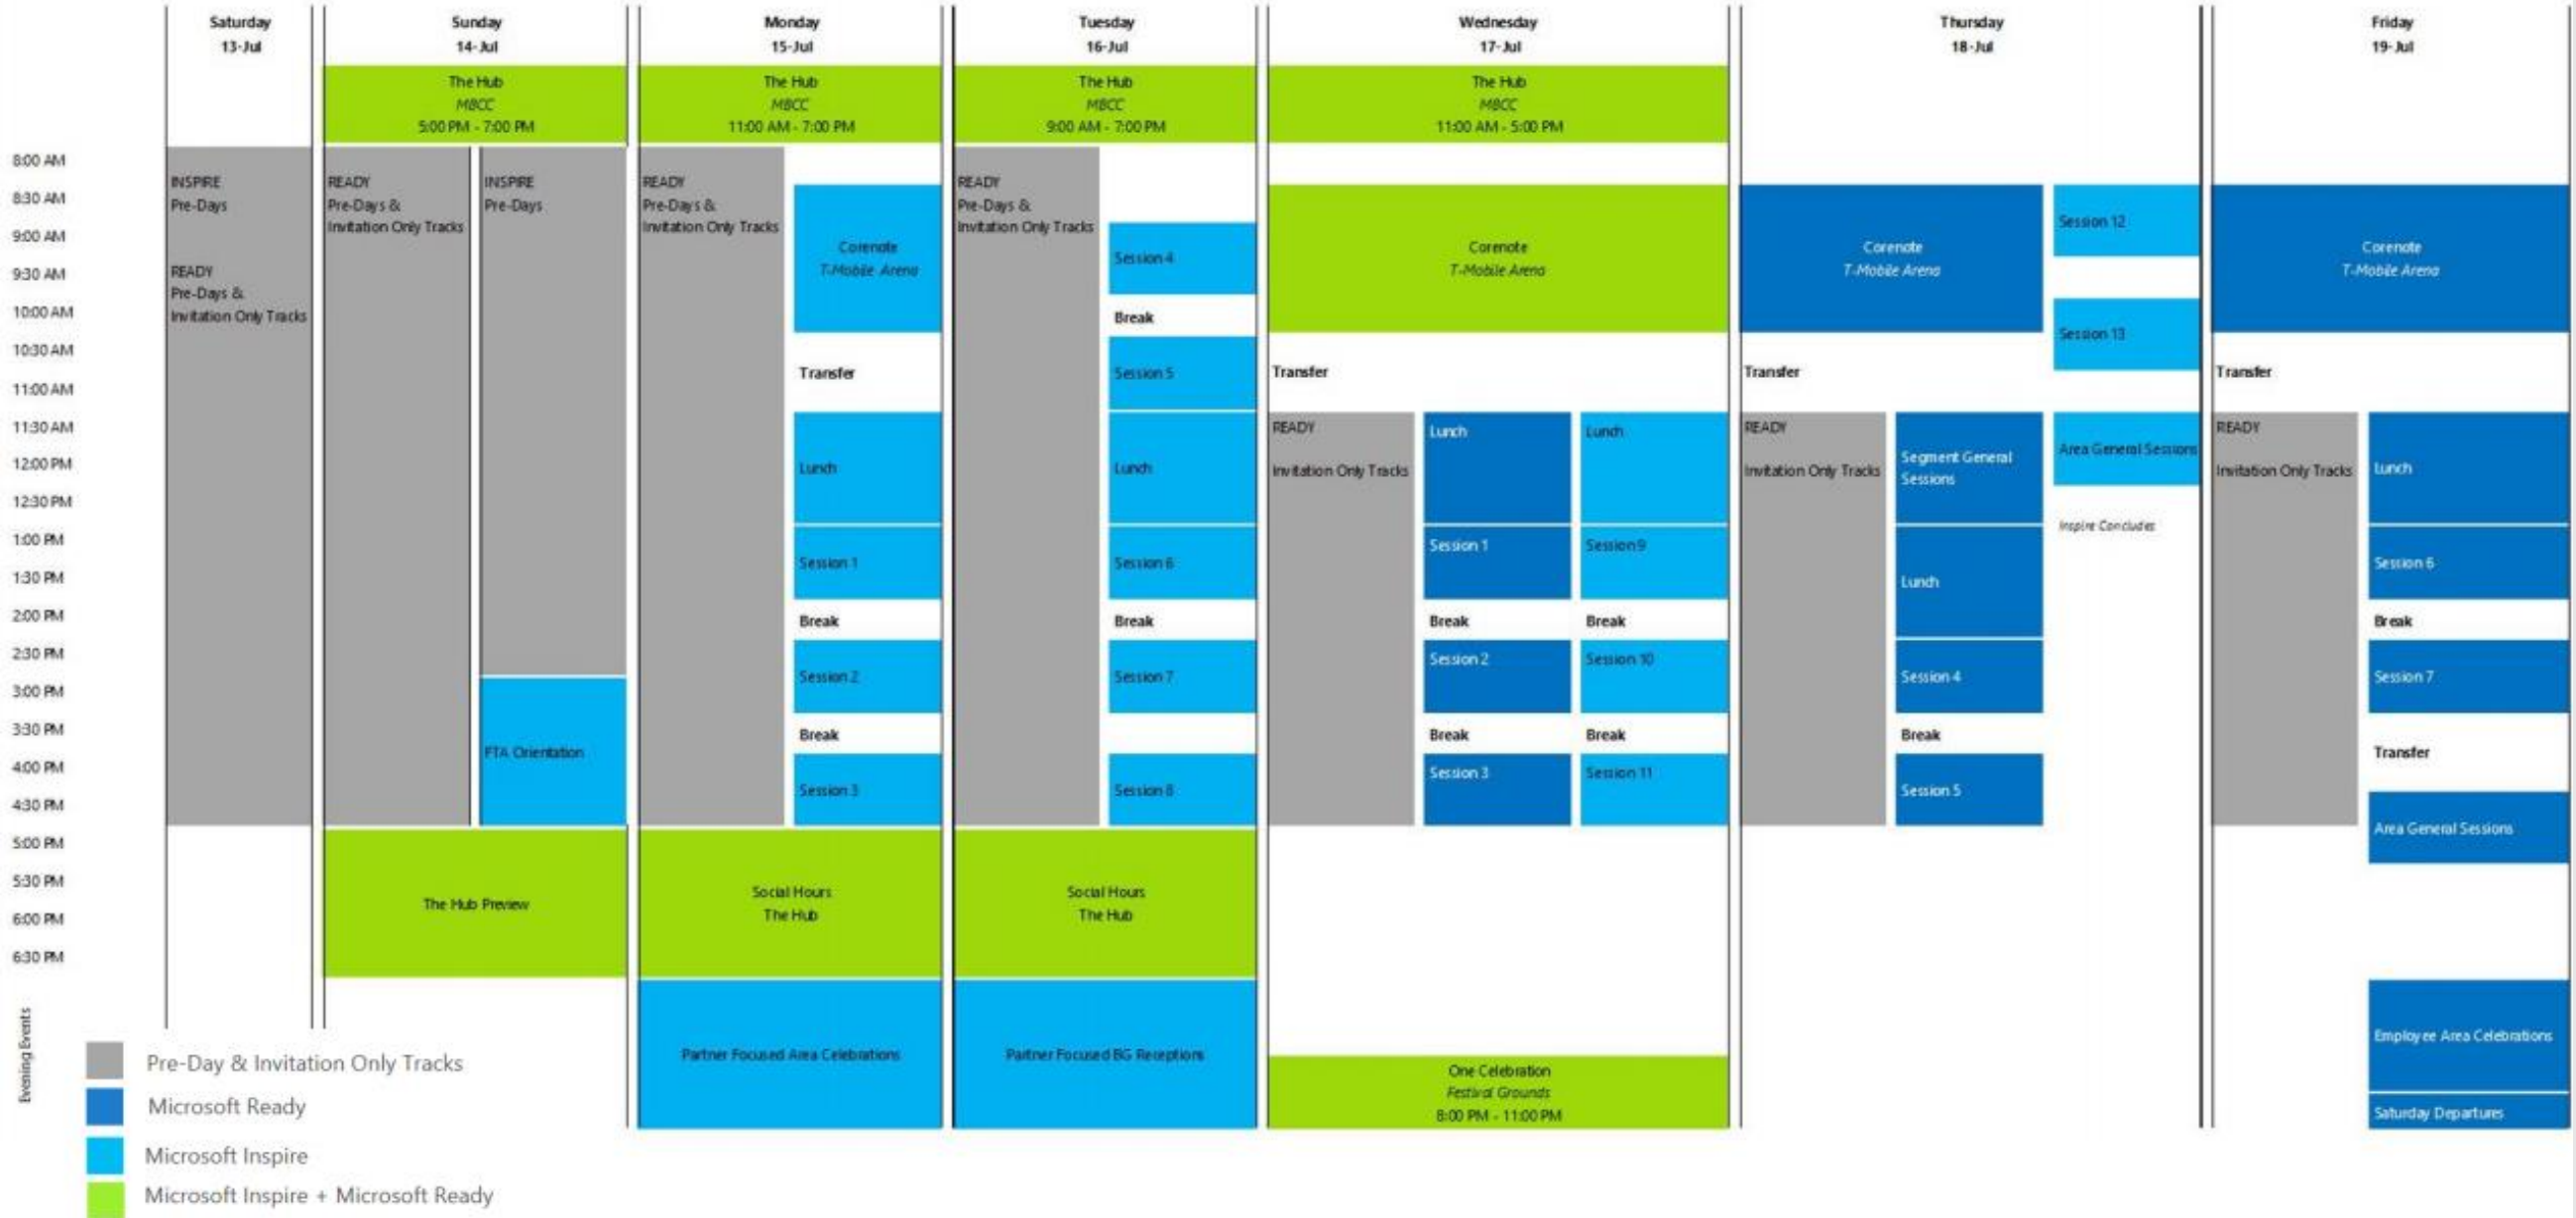 Saturday
13-Jul
Sunday
14-Jul
Monday
15-Jul
Tuesday
16-Jul
Wednesday
17-Jul
Thursday
18-Jul
Friday
19-Jul
The Hub
MBCC
5:00 PM - 7:00 PM
The Hub
MBCC
11:00 AM - 7:00 PM
The Hub
MBCC
9:00 AM - 7:00 PM
The Hub
MBCC
11:00 AM - 5:00 PM
8:00 AM
8:30 AM
9:00 AM
9:30 AM
10:00 AM
10:30 AM
11:00 AM
11:30 AM
12:00 PM
12:30 PM
1:00 PM
1:30 PM
2:00 PM
2:30 PM
3:00 PM
3:30 PM
4:00 PM
4:30 PM
5:00 PM
5:30 PM
6:00 PM
6:30 PM
Evening Events
INSPIRE
Pre-Days
READY
Pre-Days &
Invitation Only Tracks
READY
Pre-Days &
Invitation Only Tracks
INSPIRE
Pre-Days
FTA Orientation
The Hub Preview
READY
Pre-Days &
Invitation Only Tracks
Corenote
T-Mobile Arena
Transfer
Lunch
Session 1
Break
Session 2
Break
Session 3
Social Hours
The Hub
Partner Focused Area Celebrations
READY
Pre-Days &
Invitation Only Tracks
Session 4
Break
Session 5
Lunch
Session 6
Break
Session 7
Session 8
Social Hours
The Hub
Partner Focused BG Receptions
Corenote
T-Mobile Arena
Transfer
READY
Invitation Only Tracks
Lunch
Session 1
Break
Session 2
Break
Session 3
Lunch
Session 9
Break
Session 10
Break
Session 11
One Celebration
Festival Grounds
8:00 PM - 11:00 PM
Corenote
T-Mobile Arena
Transfer
READY
Invitation Only Tracks
Segment General
Sessions
Lunch
Session 4
Break
Session 5
Session 12
Session 13
Area General Sessions
Inspire Concludes
Corenote
T-Mobile Arena
Transfer
READY
Invitation Only Tracks
Lunch
Session 6
Break
Session 7
Transfer
Area General Sessions
Employee Area Celebrations
Saturday Departures
Pre-Day & Invitation Only Tracks
Microsoft Ready
Microsoft Inspire
Microsoft Inspire + Microsoft Ready